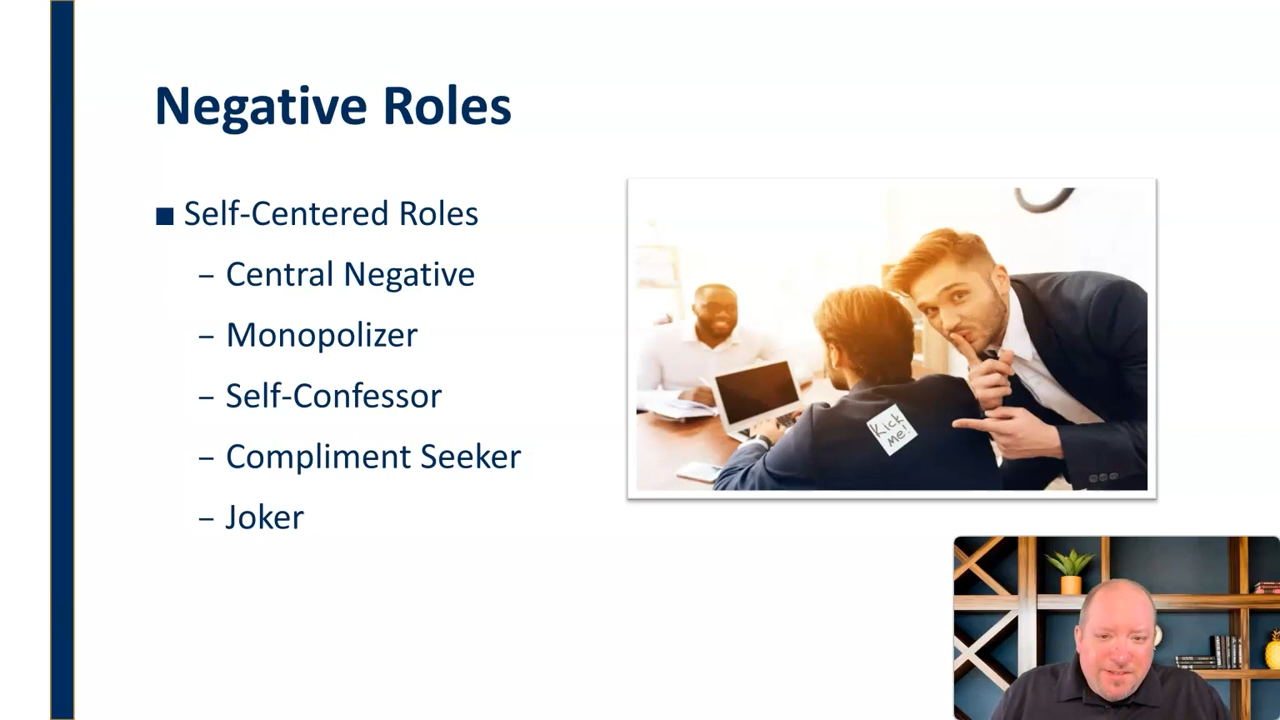 Negative Roles
■ Self-Centered Roles
– Central Negative
– Monopolizer
– Self-Confessor
– Compliment Seeker
– Joker
Kick
me!